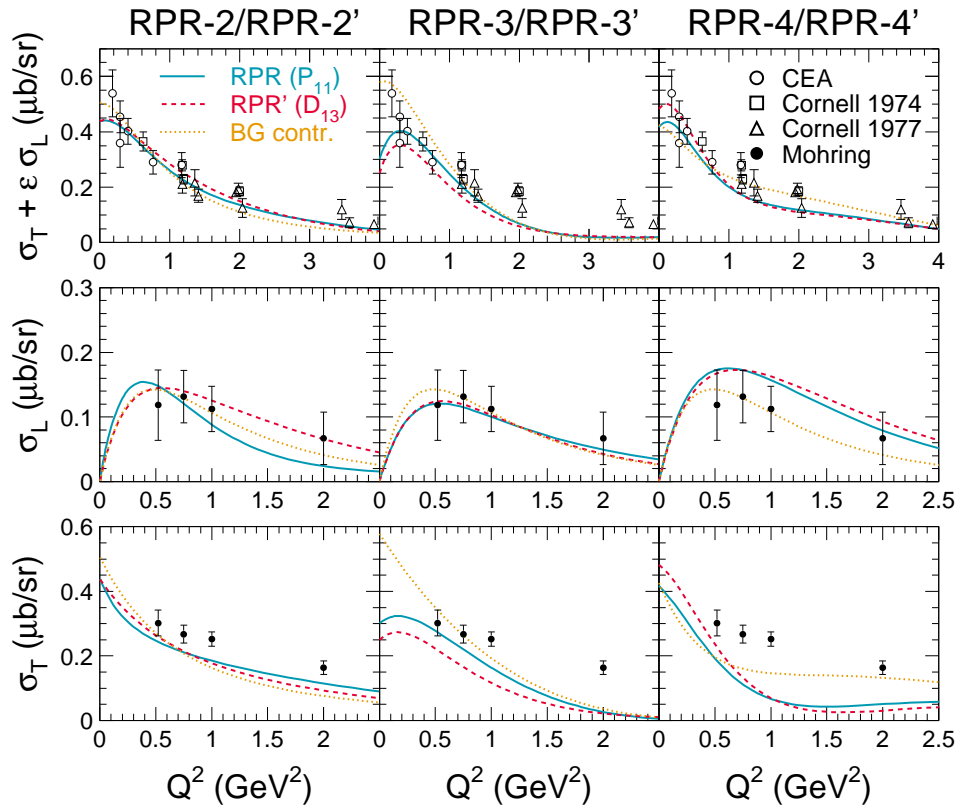 RPR-2/RPR-2' RPR-3/RPR-3' RPR-4/RPR-4'
σ_T + ε σ_L (μb/sr)
0.6
0.4
0.2
0
RPR (P₁₁)
RPR' (D₁₃)
BG contr.
CEA
Cornell 1974
Cornell 1977
Mohring
0 1 2 3 0 1 2 3 0 1 2 3 4
σ_L (μb/sr)
0.3
0.2
0.1
0
0 0.5 1 1.5 2 0 0.5 1 1.5 2 0 0.5 1 1.5 2 2.5
σ_T (μb/sr)
0.6
0.4
0.2
0
0 0.5 1 1.5 2 0 0.5 1 1.5 2 0 0.5 1 1.5 2 2.5
Q² (GeV²) Q² (GeV²) Q² (GeV²)